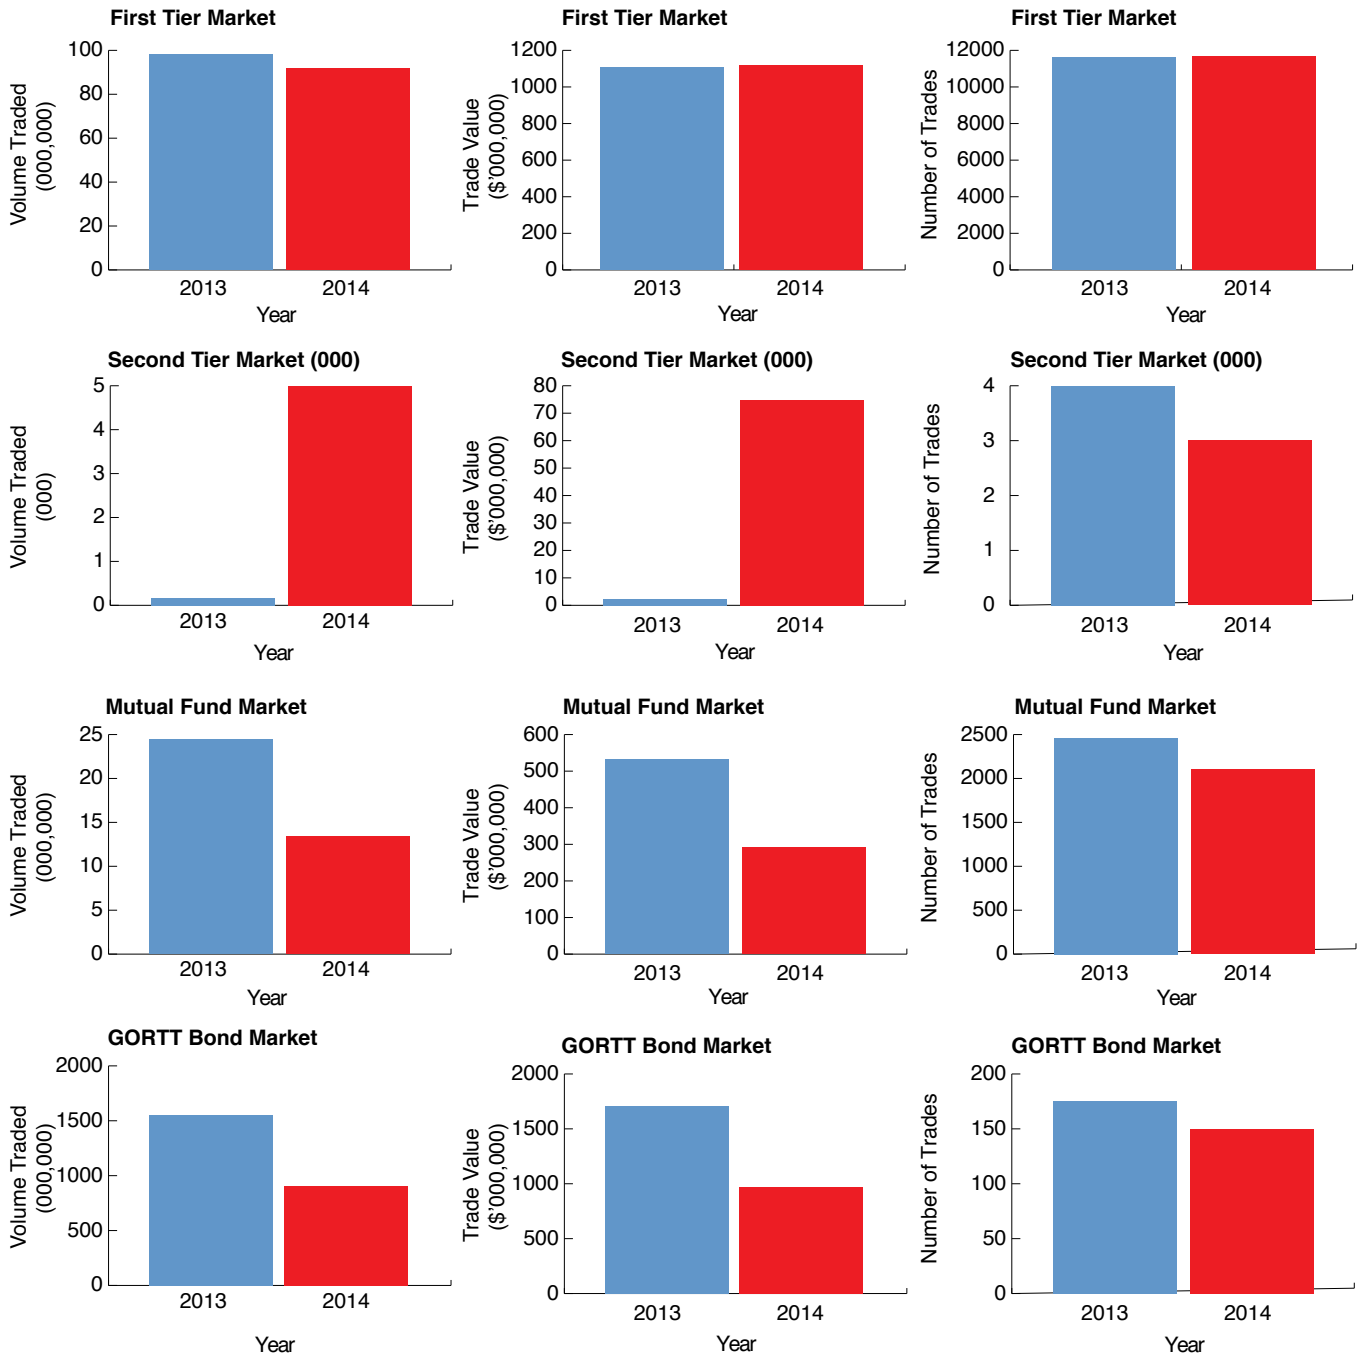 First Tier Market
Volume Traded
(000,000)
100
80
60
40
20
0
2013 2014
Year
First Tier Market
Trade Value
($'000,000)
1200
1000
800
600
400
200
0
2013 2014
Year
First Tier Market
Number of Trades
12000
10000
8000
6000
4000
2000
0
2013 2014
Year
Second Tier Market (000)
Volume Traded
(000)
5
4
3
2
1
0
2013 2014
Year
Second Tier Market (000)
Trade Value
($'000,000)
80
70
60
50
40
30
20
10
0
2013 2014
Year
Second Tier Market (000)
Number of Trades
4
3
2
1
0
2013 2014
Year
Mutual Fund Market
Volume Traded
(000,000)
25
20
15
10
5
0
2013 2014
Year
Mutual Fund Market
Trade Value
($'000,000)
600
500
400
300
200
100
0
2013 2014
Year
Mutual Fund Market
Number of Trades
2500
2000
1500
1000
500
0
2013 2014
Year
GORTT Bond Market
Volume Traded
(000,000)
2000
1500
1000
500
0
2013 2014
Year
GORTT Bond Market
Trade Value
($'000,000)
2000
1500
1000
500
0
2013 2014
Year
GORTT Bond Market
Number of Trades
200
150
100
50
0
2013 2014
Year